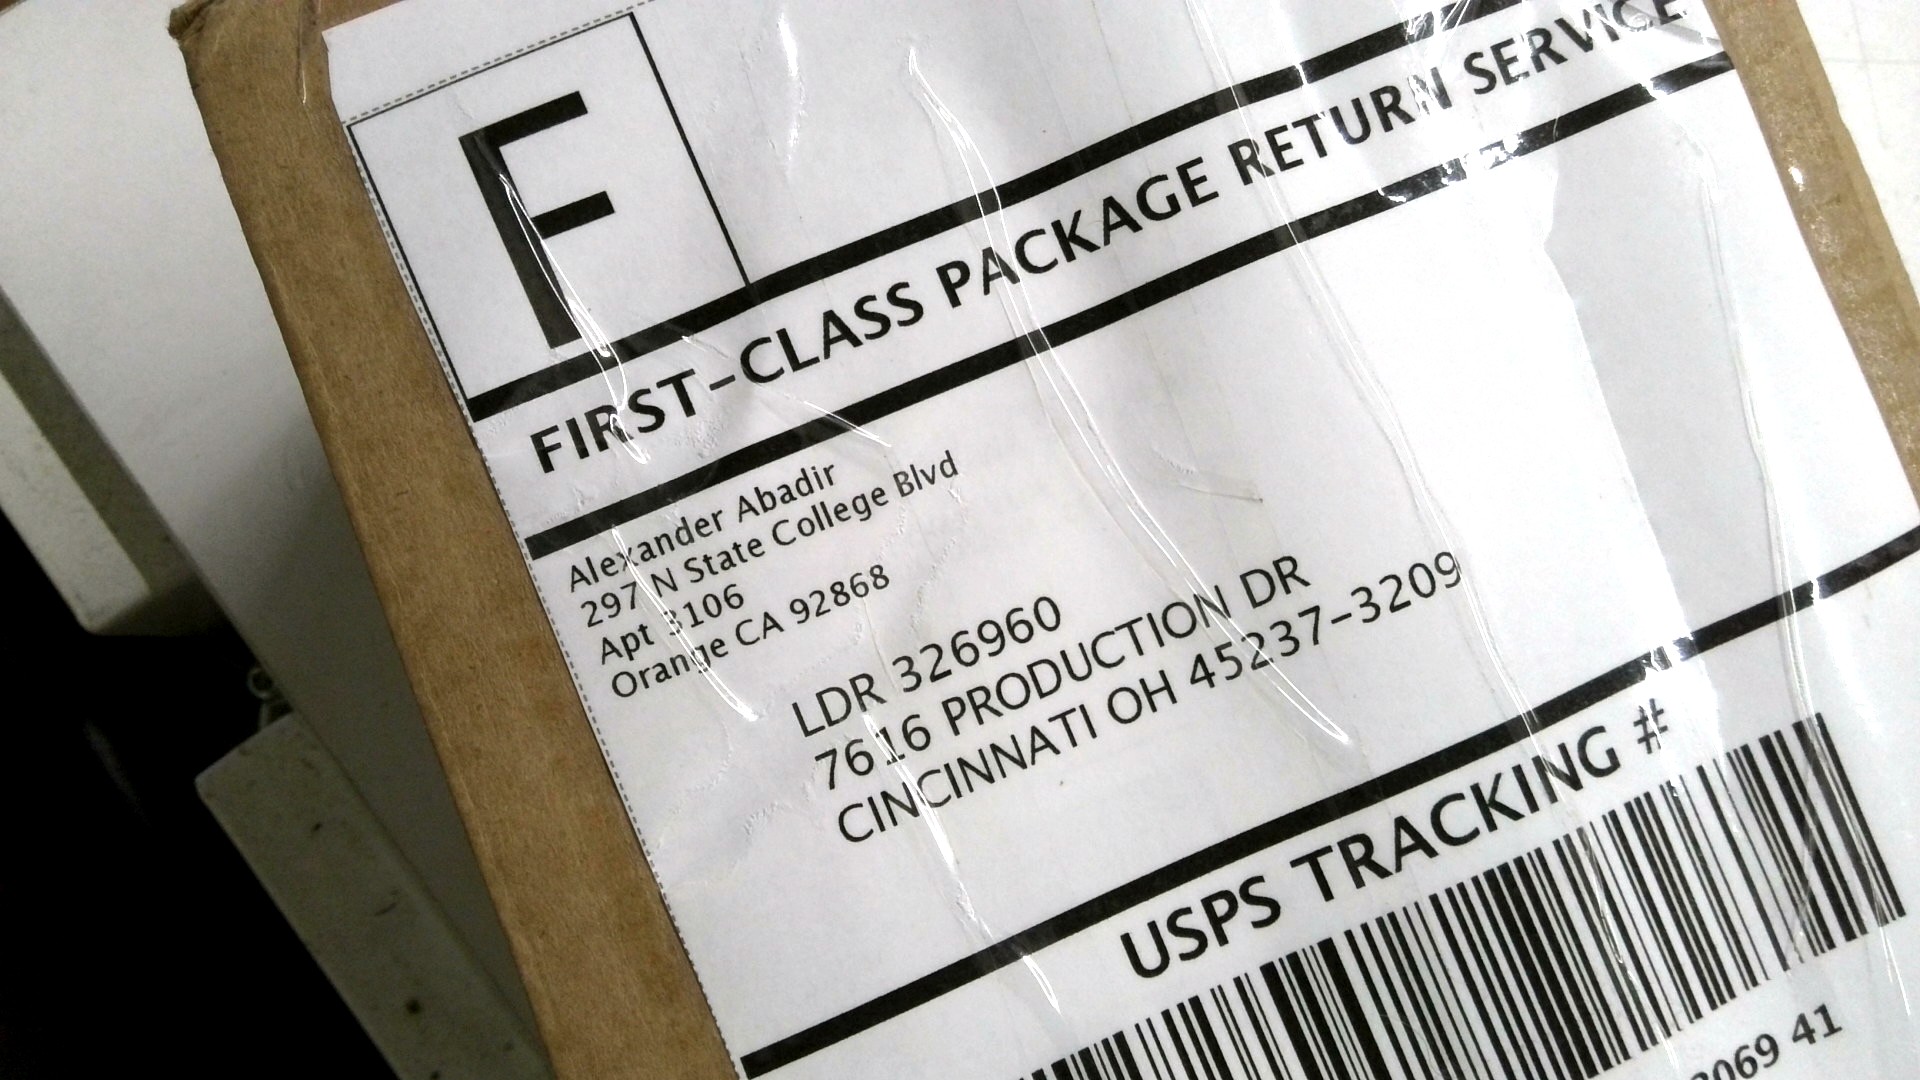 F
FIRST-CLASS PACKAGE RETURN SERVICE
Alexander Abadir
297 N State College Blvd
Apt 3106
Orange CA 92868
LDR 326960
7616 PRODUCTION DR
CINCINNATI OH 45237-3209
USPS TRACKING #
3069 41